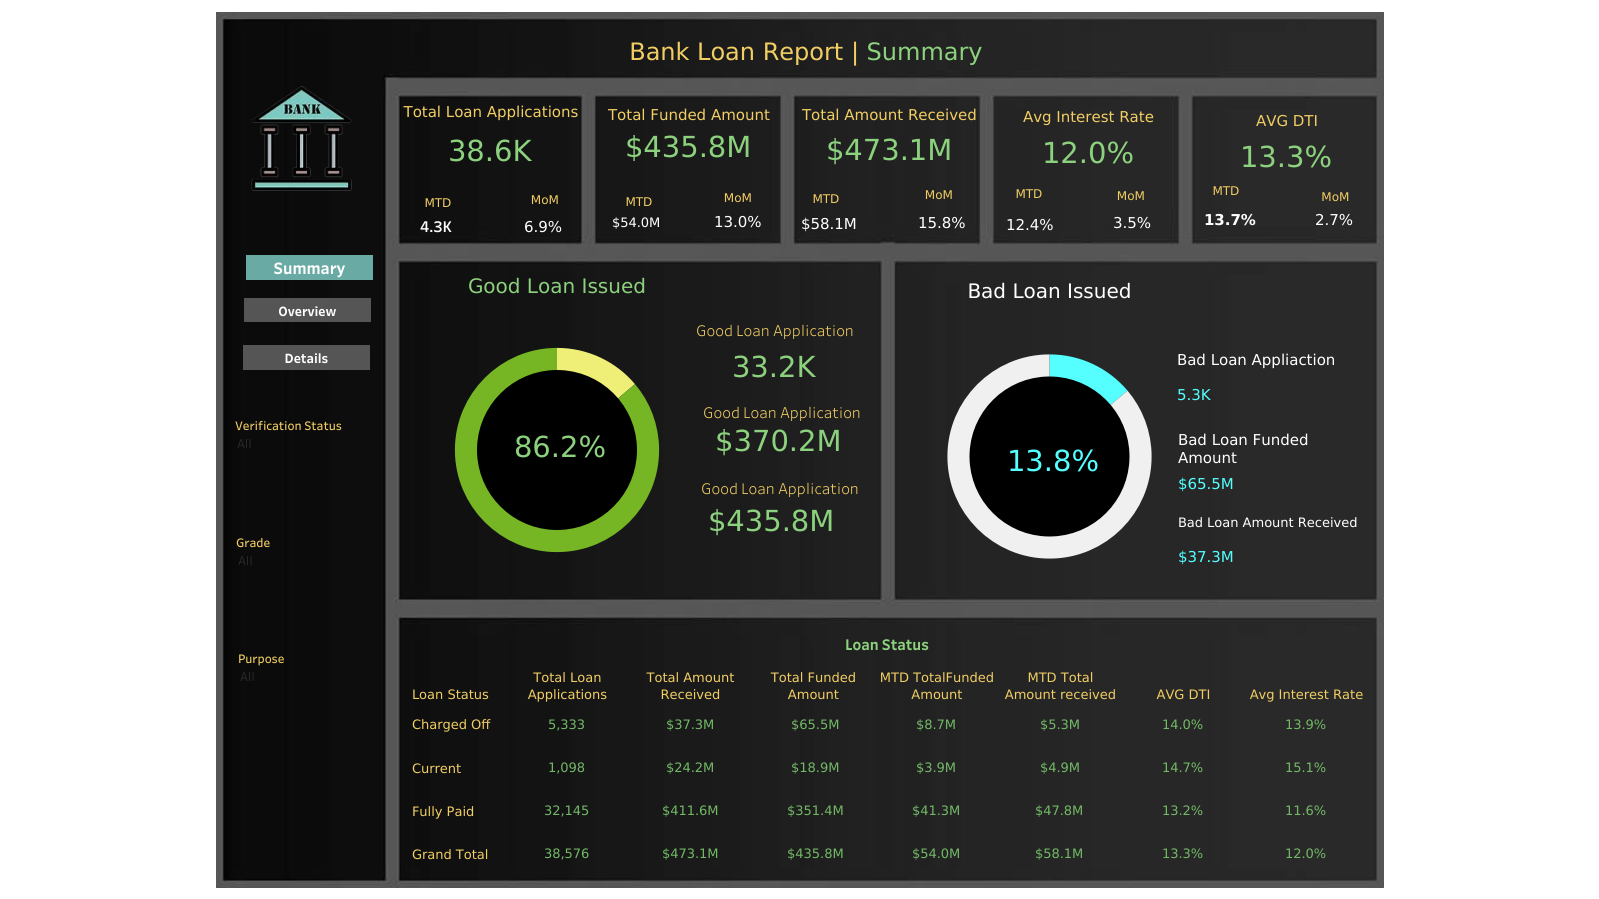 Bank Loan Report | Summary
BANK
Summary
Overview
Details
Verification Status
All
Grade
All
Purpose
All
Total Loan Applications
38.6K
MTD
MoM
4.3K
6.9%
Total Funded Amount
$435.8M
MTD
MoM
$54.0M
13.0%
Total Amount Received
$473.1M
MTD
MoM
$58.1M
15.8%
Avg Interest Rate
12.0%
MTD
MoM
12.4%
3.5%
AVG DTI
13.3%
MTD
MoM
13.7%
2.7%
Good Loan Issued
86.2%
Good Loan Application
33.2K
Good Loan Application
$370.2M
Good Loan Application
$435.8M
Bad Loan Issued
13.8%
Bad Loan Appliaction
5.3K
Bad Loan Funded
Amount
$65.5M
Bad Loan Amount Received
$37.3M
Loan Status
Loan Status Total Loan Applications Total Amount Received Total Funded Amount MTD TotalFunded Amount MTD Total Amount received AVG DTI Avg Interest Rate
Charged Off 5,333 $37.3M $65.5M $8.7M $5.3M 14.0% 13.9%
Current 1,098 $24.2M $18.9M $3.9M $4.9M 14.7% 15.1%
Fully Paid 32,145 $411.6M $351.4M $41.3M $47.8M 13.2% 11.6%
Grand Total 38,576 $473.1M $435.8M $54.0M $58.1M 13.3% 12.0%